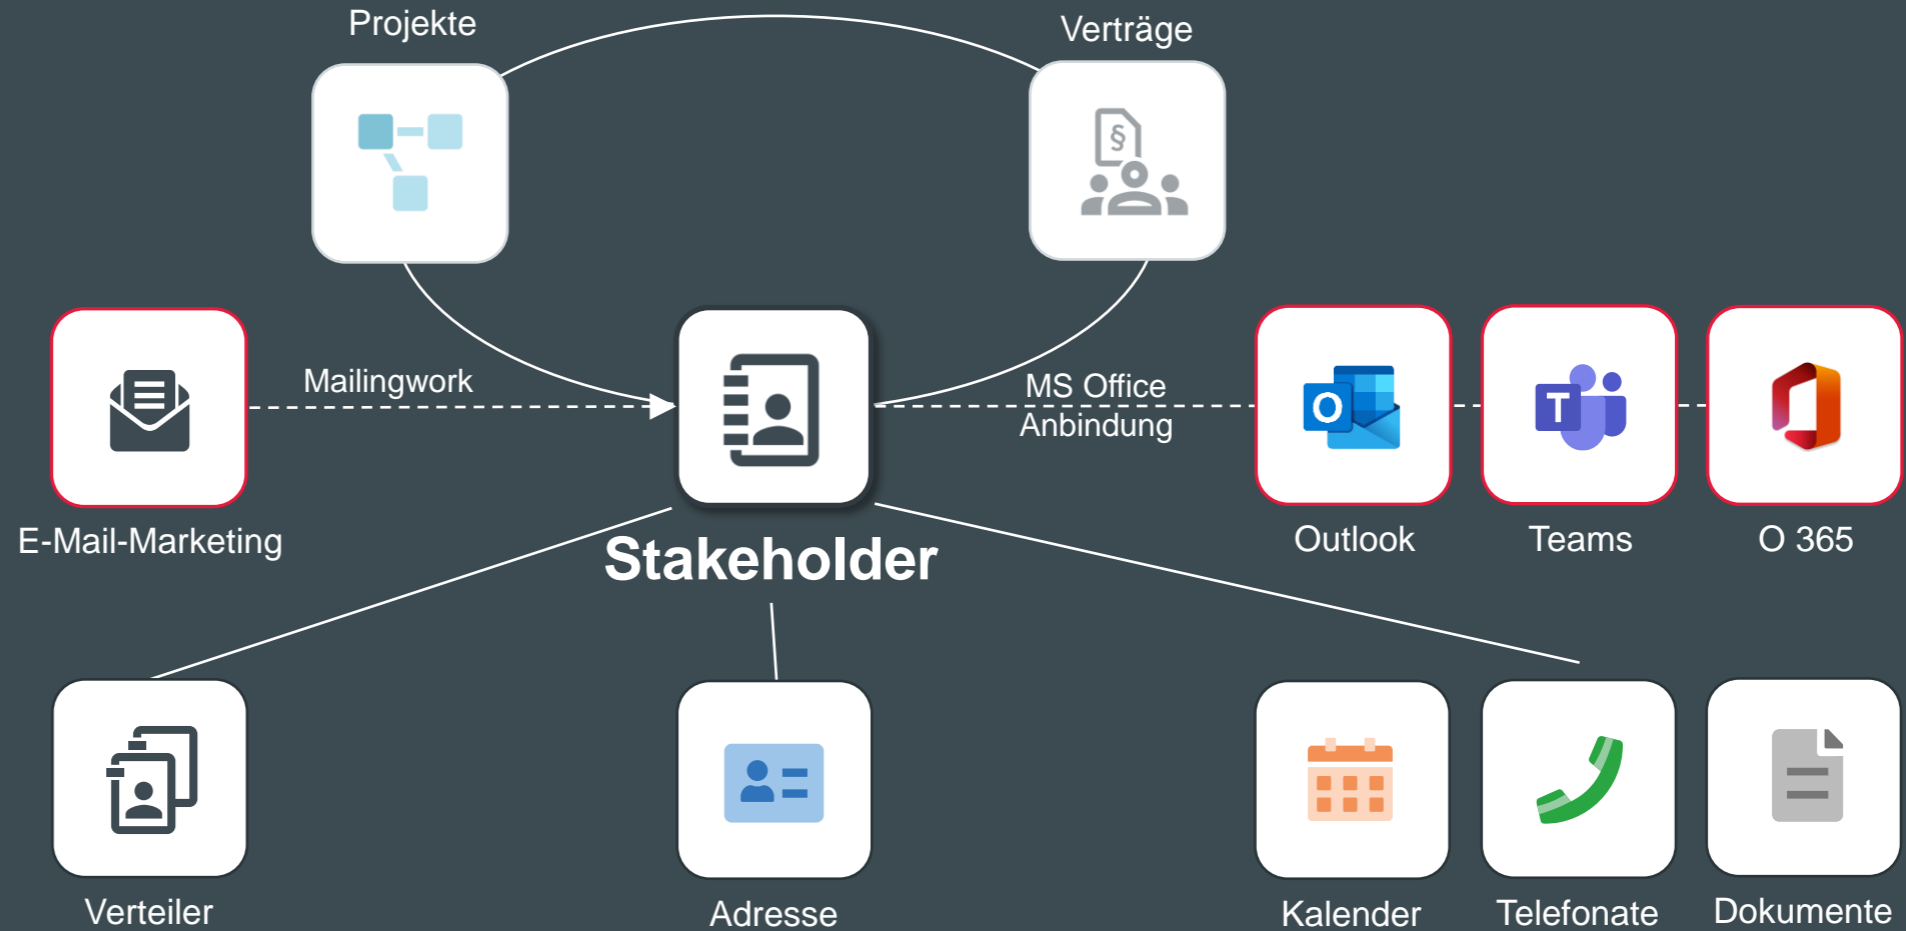 Projekte
Verträge
§
Mailingwork
MS Office
Anbindung
O
T
E-Mail-Marketing
Stakeholder
Outlook
Teams
O 365
Verteiler
Adresse
Kalender
Telefonate
Dokumente